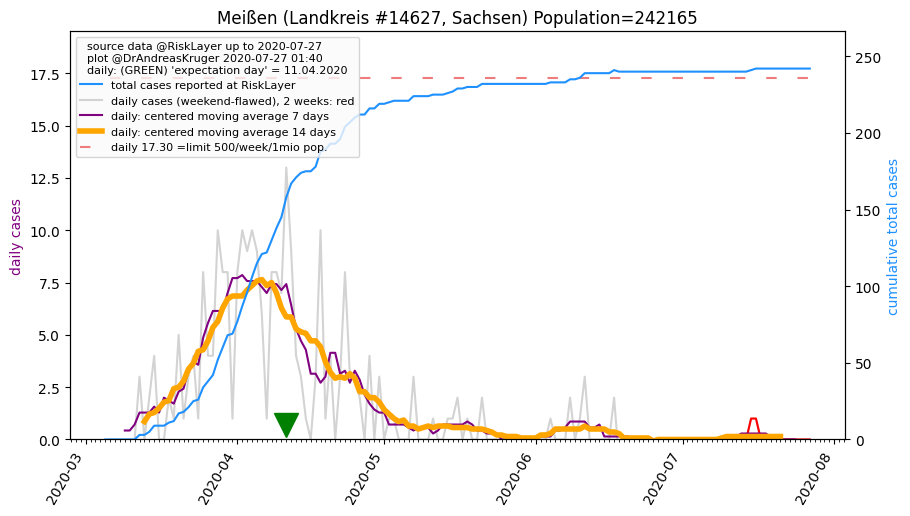 Meißen (Landkreis #14627, Sachsen) Population=242165
source data @RiskLayer up to 2020-07-27
plot @DrAndreasKruger 2020-07-27 01:40
daily: (GREEN) 'expectation day' = 11.04.2020
total cases reported at RiskLayer
daily cases (weekend-flawed), 2 weeks: red
daily: centered moving average 7 days
daily: centered moving average 14 days
daily 17.30 =limit 500/week/1mio pop.
daily cases
17.5
15.0
12.5
10.0
7.5
5.0
2.5
0.0
250
200
150
100
50
0
cumulative total cases
2020-03
2020-04
2020-05
2020-06
2020-07
2020-08